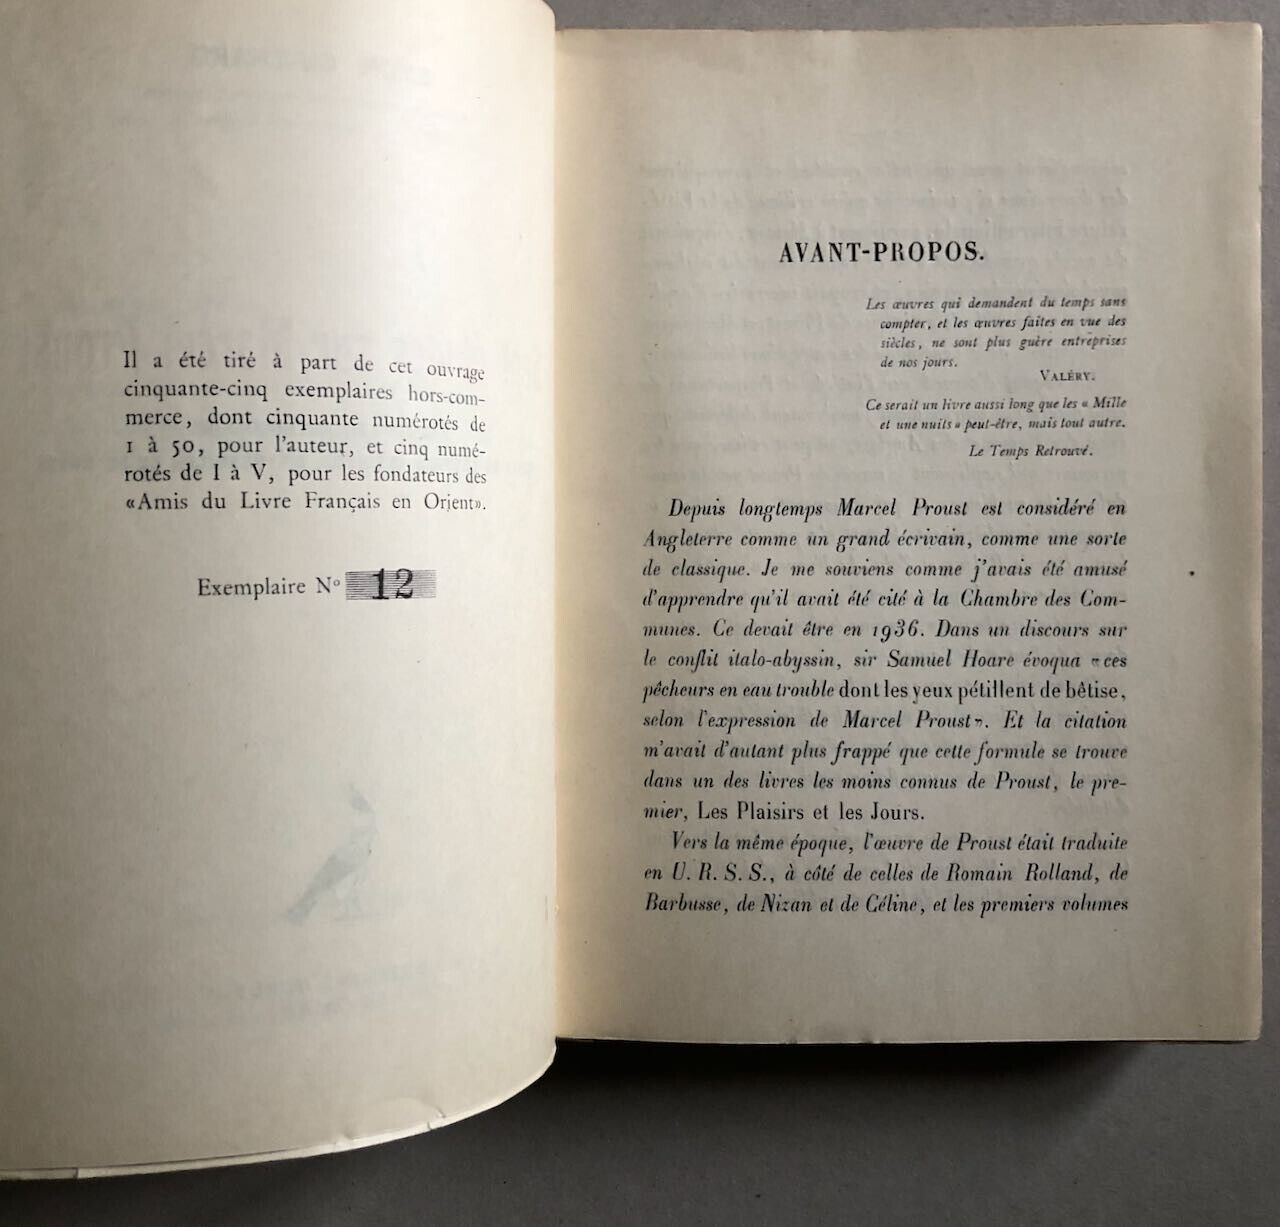 Il a été tiré à part de cet ouvrage
cinquante-cinq exemplaires hors-com-
merce, dont cinquante numérotés de
1 à 50, pour l'auteur, et cinq numé-
rotés de I à V, pour les fondateurs des
«Amis du Livre Français en Orient».
Exemplaire N° 12
AVANT-PROPOS.
Les œuvres qui demandent du temps sans
compter, et les œuvres faites en vue des
siècles, ne sont plus guère entreprises
de nos jours.
VALÉRY.
Ce serait un livre aussi long que les « Mille
et une nuits » peut-être, mais tout autre.
Le Temps Retrouvé.
Depuis longtemps Marcel Proust est considéré en
Angleterre comme un grand écrivain, comme une sorte
de classique. Je me souviens comme j'avais été amusé
d'apprendre qu'il avait été cité à la Chambre des Com-
munes. Ce devait être en 1936. Dans un discours sur
le conflit italo-abyssin, sir Samuel Hoare évoqua «ces
pêcheurs en eau trouble dont les yeux pétillent de bêtise,
selon l'expression de Marcel Proust». Et la citation
m'avait d'autant plus frappé que cette formule se trouve
dans un des livres les moins connus de Proust, le pre-
mier, Les Plaisirs et les Jours.
Vers la même époque, l'œuvre de Proust était traduite
en U. R. S. S., à côté de celles de Romain Rolland, de
Barbusse, de Nizan et de Céline, et les premiers volumes